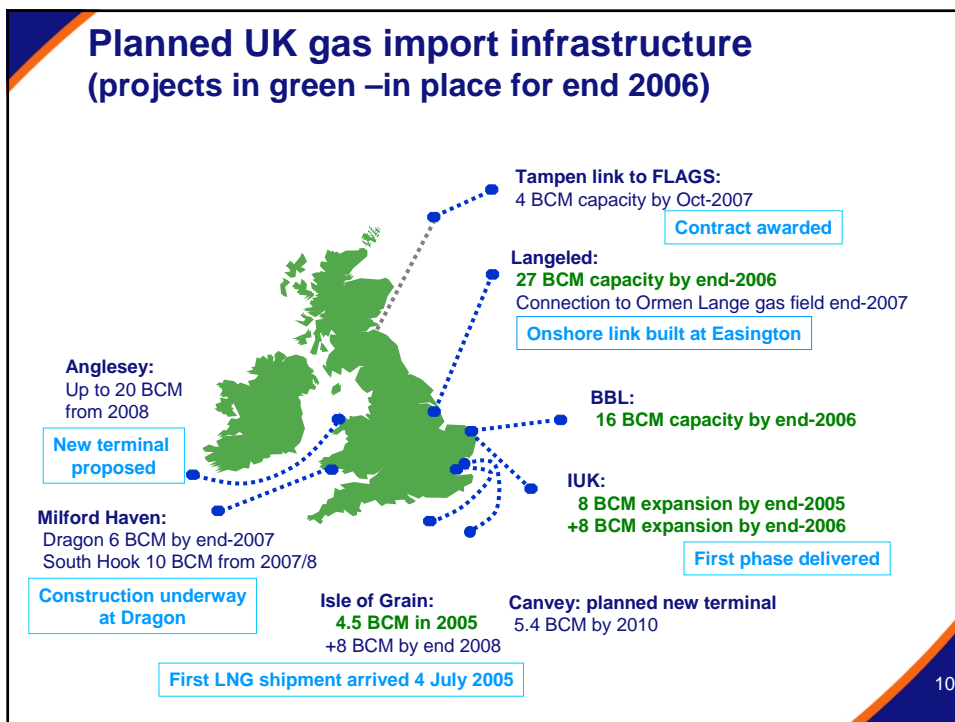 Planned UK gas import infrastructure
(projects in green –in place for end 2006)
Tampen link to FLAGS:
4 BCM capacity by Oct-2007
Contract awarded
Langeled:
27 BCM capacity by end-2006
Connection to Ormen Lange gas field end-2007
Onshore link built at Easington
Anglesey:
Up to 20 BCM
from 2008
New terminal
proposed
BBL:
16 BCM capacity by end-2006
IUK:
8 BCM expansion by end-2005
+8 BCM expansion by end-2006
First phase delivered
Milford Haven:
Dragon 6 BCM by end-2007
South Hook 10 BCM from 2007/8
Construction underway
at Dragon
Isle of Grain:
4.5 BCM in 2005
+8 BCM by end 2008
First LNG shipment arrived 4 July 2005
Canvey: planned new terminal
5.4 BCM by 2010
10